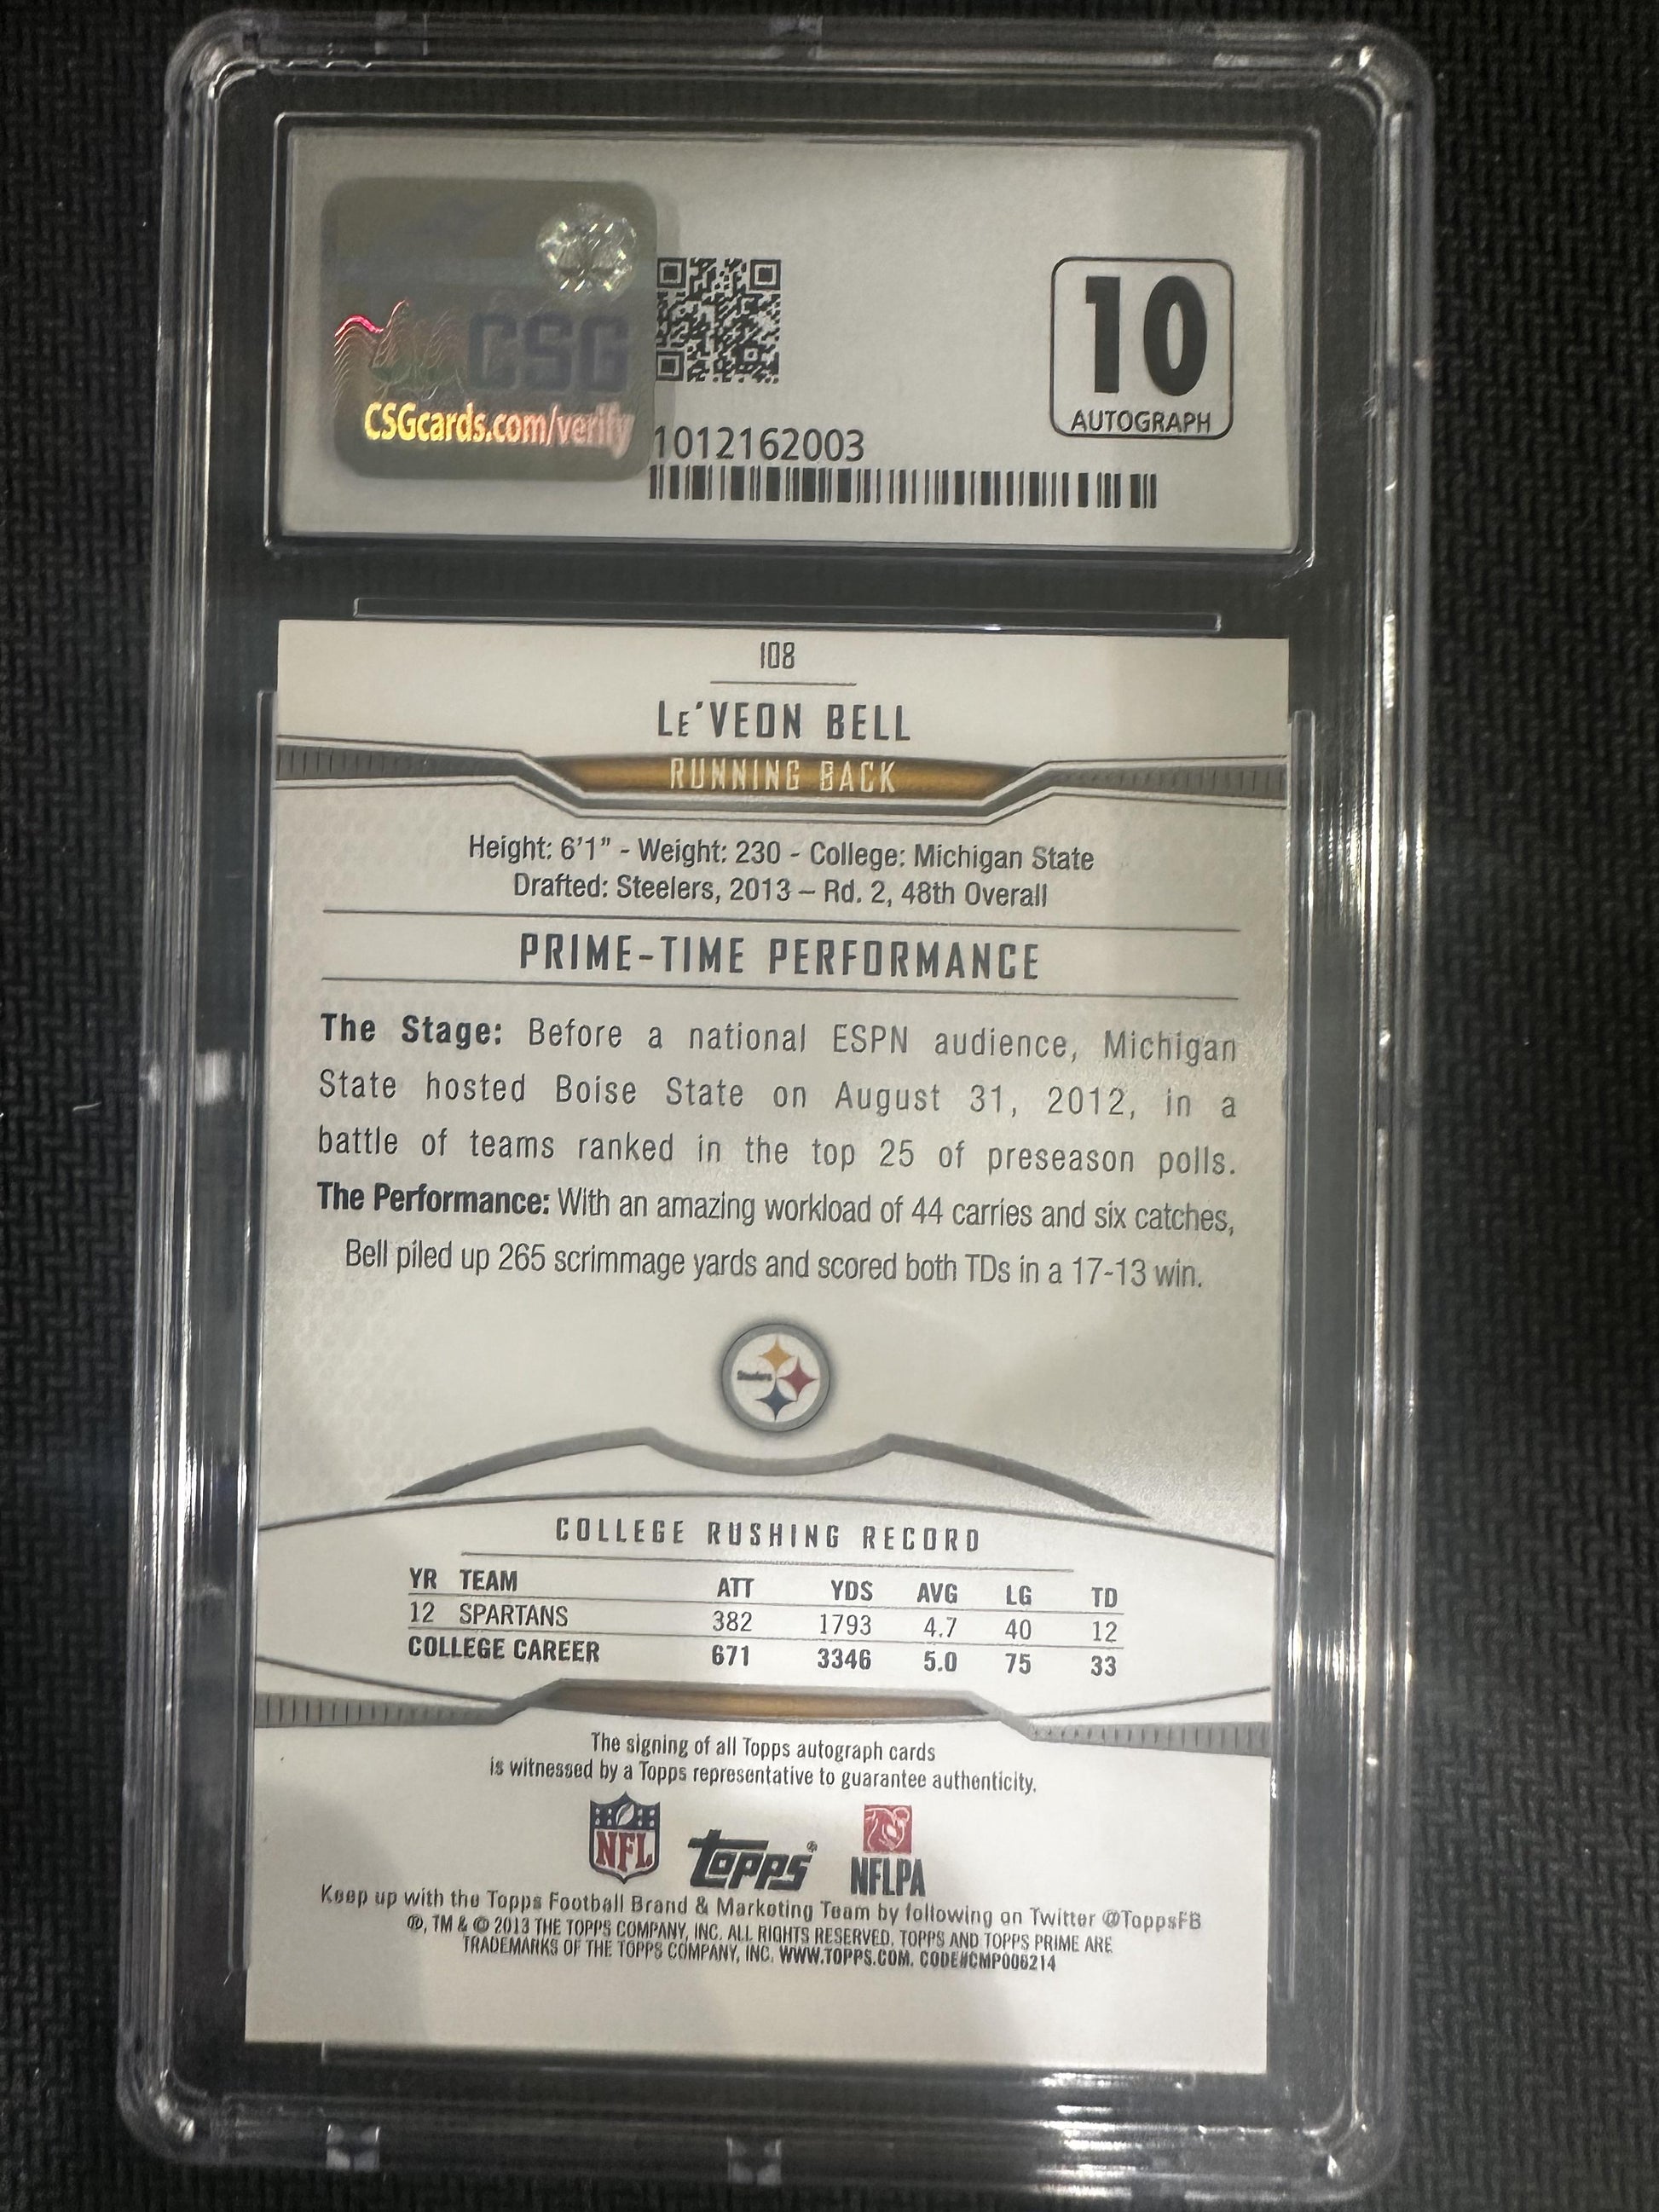 CSG
CSGcards.com/verify
1012162003
10
AUTOGRAPH
108
LE'VEON BELL
RUNNING BACK
Height: 6'1" - Weight: 230 - College: Michigan State
Drafted: Steelers, 2013 – Rd. 2, 48th Overall
PRIME-TIME PERFORMANCE
The Stage: Before a national ESPN audience, Michigan
State hosted Boise State on August 31, 2012, in a
battle of teams ranked in the top 25 of preseason polls.
The Performance: With an amazing workload of 44 carries and six catches,
Bell piled up 265 scrimmage yards and scored both TDs in a 17-13 win.
Steelers
COLLEGE RUSHING RECORD
YR TEAM ATT YDS AVG LG TD
12 SPARTANS 382 1793 4.7 40 12
COLLEGE CAREER 671 3346 5.0 75 33
The signing of all Topps autograph cards
is witnessed by a Topps representative to guarantee authenticity.
NFL topps® NFLPA
Keep up with the Topps Football Brand & Marketing Team by following on Twitter @ToppsFB
®, TM & © 2013 THE TOPPS COMPANY, INC. ALL RIGHTS RESERVED. TOPPS AND TOPPS PRIME ARE
TRADEMARKS OF THE TOPPS COMPANY, INC. WWW.TOPPS.COM. CODE#CMP006214